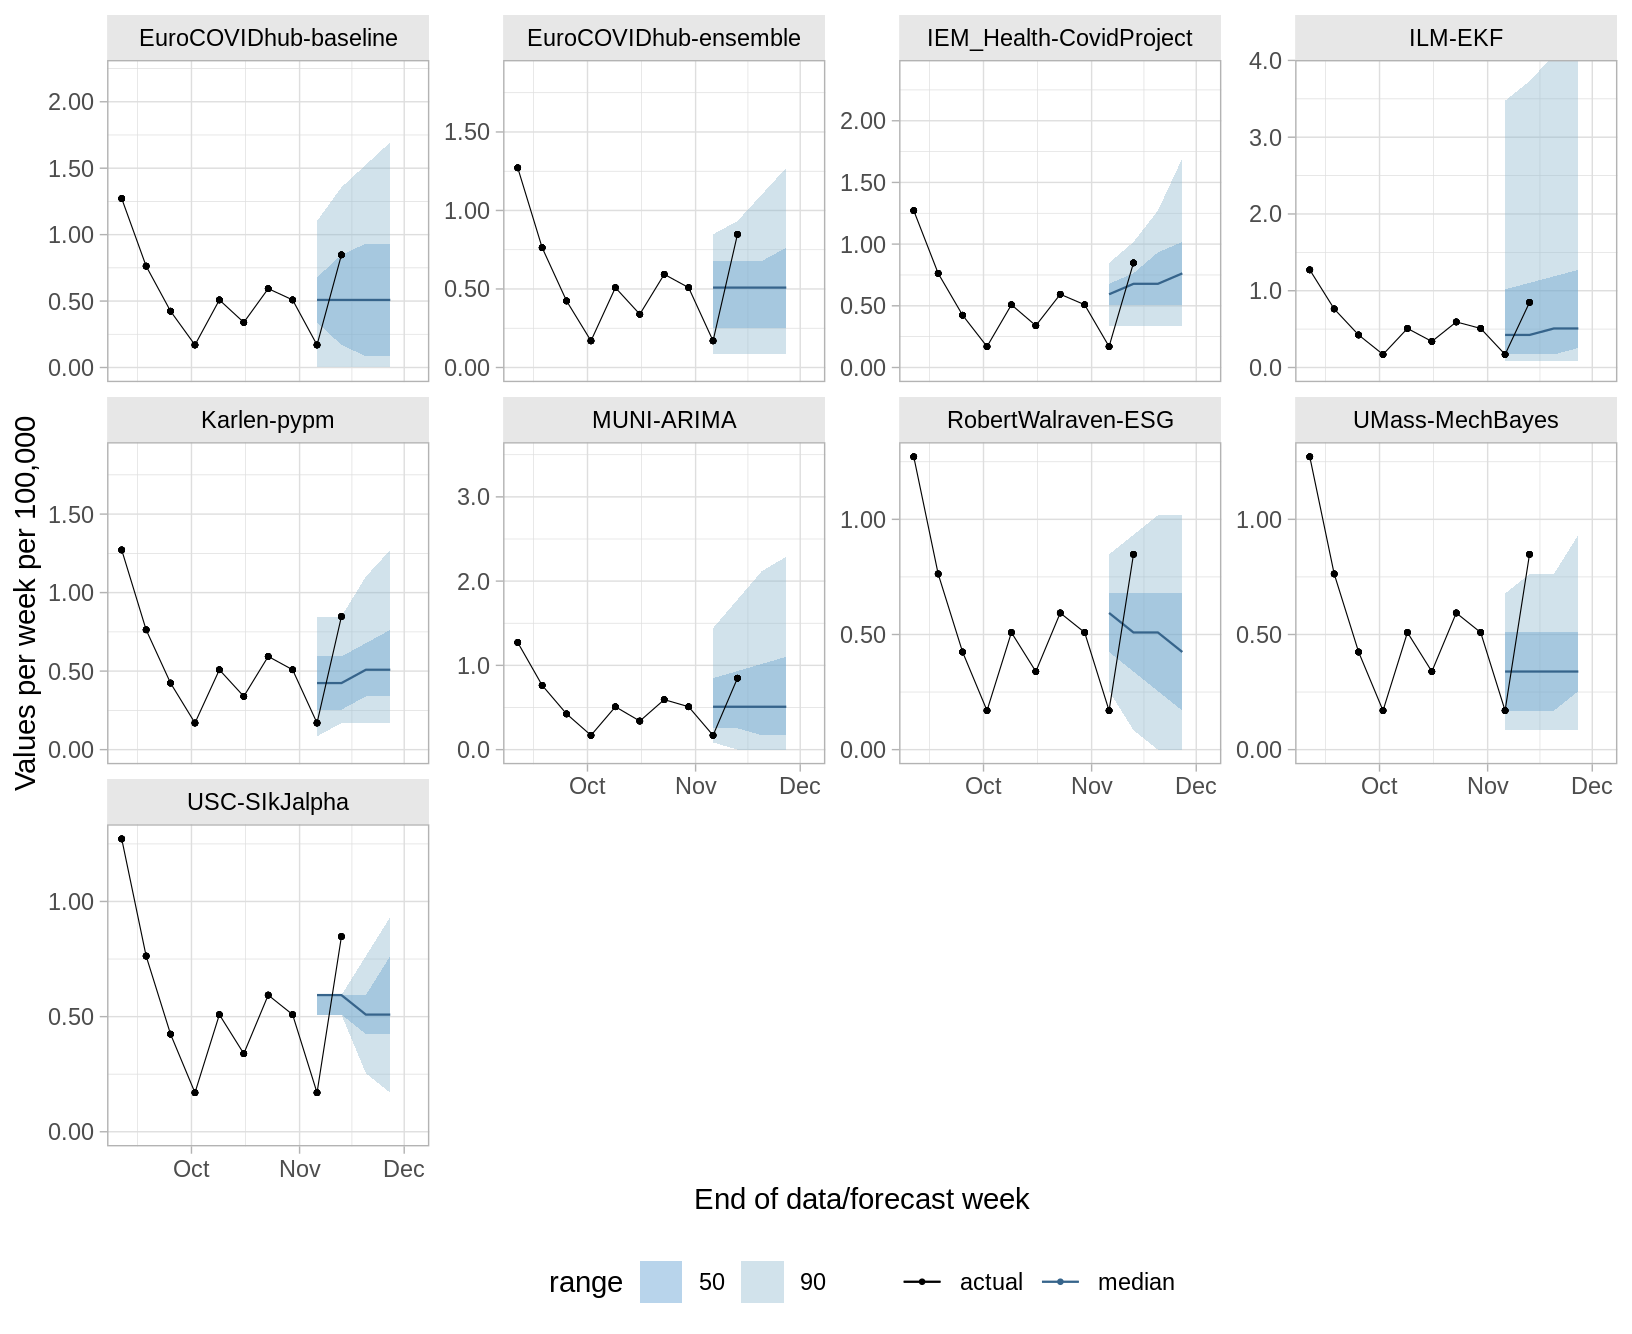 EuroCOVIDhub-baseline
EuroCOVIDhub-ensemble
IEM_Health-CovidProject
ILM-EKF
2.00
1.50
1.00
0.50
0.00
1.50
1.00
0.50
0.00
2.00
1.50
1.00
0.50
0.00
4.0
3.0
2.0
1.0
0.0
Values per week per 100,000
Karlen-pypm
MUNI-ARIMA
RobertWalraven-ESG
UMass-MechBayes
1.50
1.00
0.50
0.00
3.0
2.0
1.0
0.0
1.00
0.50
0.00
1.00
0.50
0.00
Oct Nov Dec
Oct Nov Dec
Oct Nov Dec
USC-SIkJalpha
1.00
0.50
0.00
Oct Nov Dec
End of data/forecast week
range 50 90 actual median